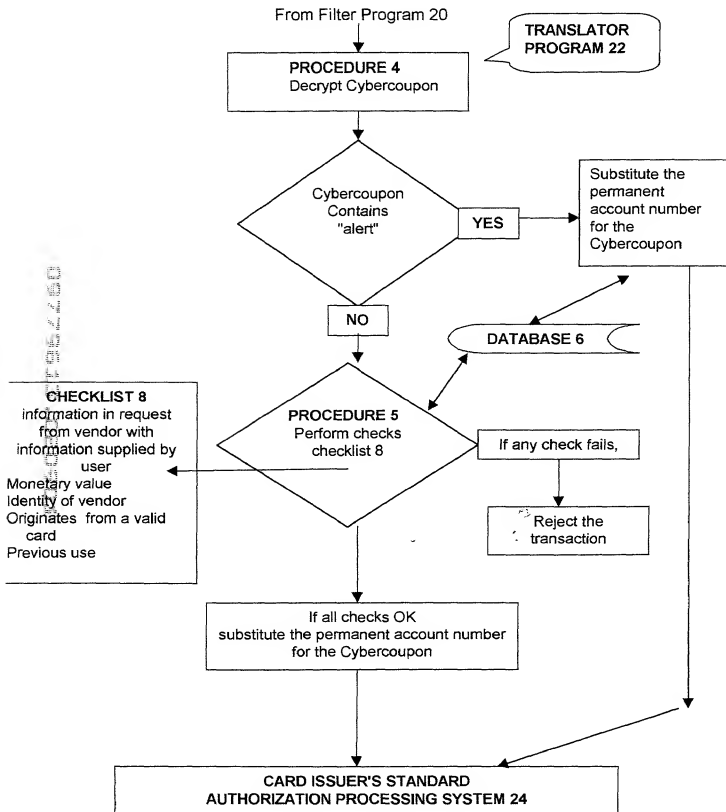 From Filter Program 20
TRANSLATOR
PROGRAM 22
PROCEDURE 4
Decrypt Cybercoupon
Cybercoupon
Contains
"alert"
YES
Substitute the
permanent
account number
for the
Cybercoupon
NO
DATABASE 6
CHECKLIST 8
information in request
from vendor with
information supplied by
user
Monetary value
Identity of vendor
Originates from a valid
card
Previous use
PROCEDURE 5
Perform checks
checklist 8
If any check fails,
Reject the
transaction
If all checks OK
substitute the permanent account number
for the Cybercoupon
CARD ISSUER'S STANDARD
AUTHORIZATION PROCESSING SYSTEM 24